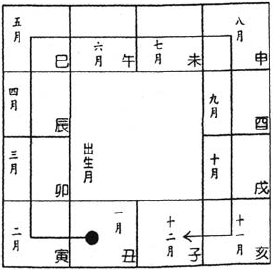 五月
巳
六月
午
七月
未
八月
申
四月
辰
九月
酉
三月
卯
出生月
十月
戌
二月
寅
一月
丑
十二月
子
十一月
亥